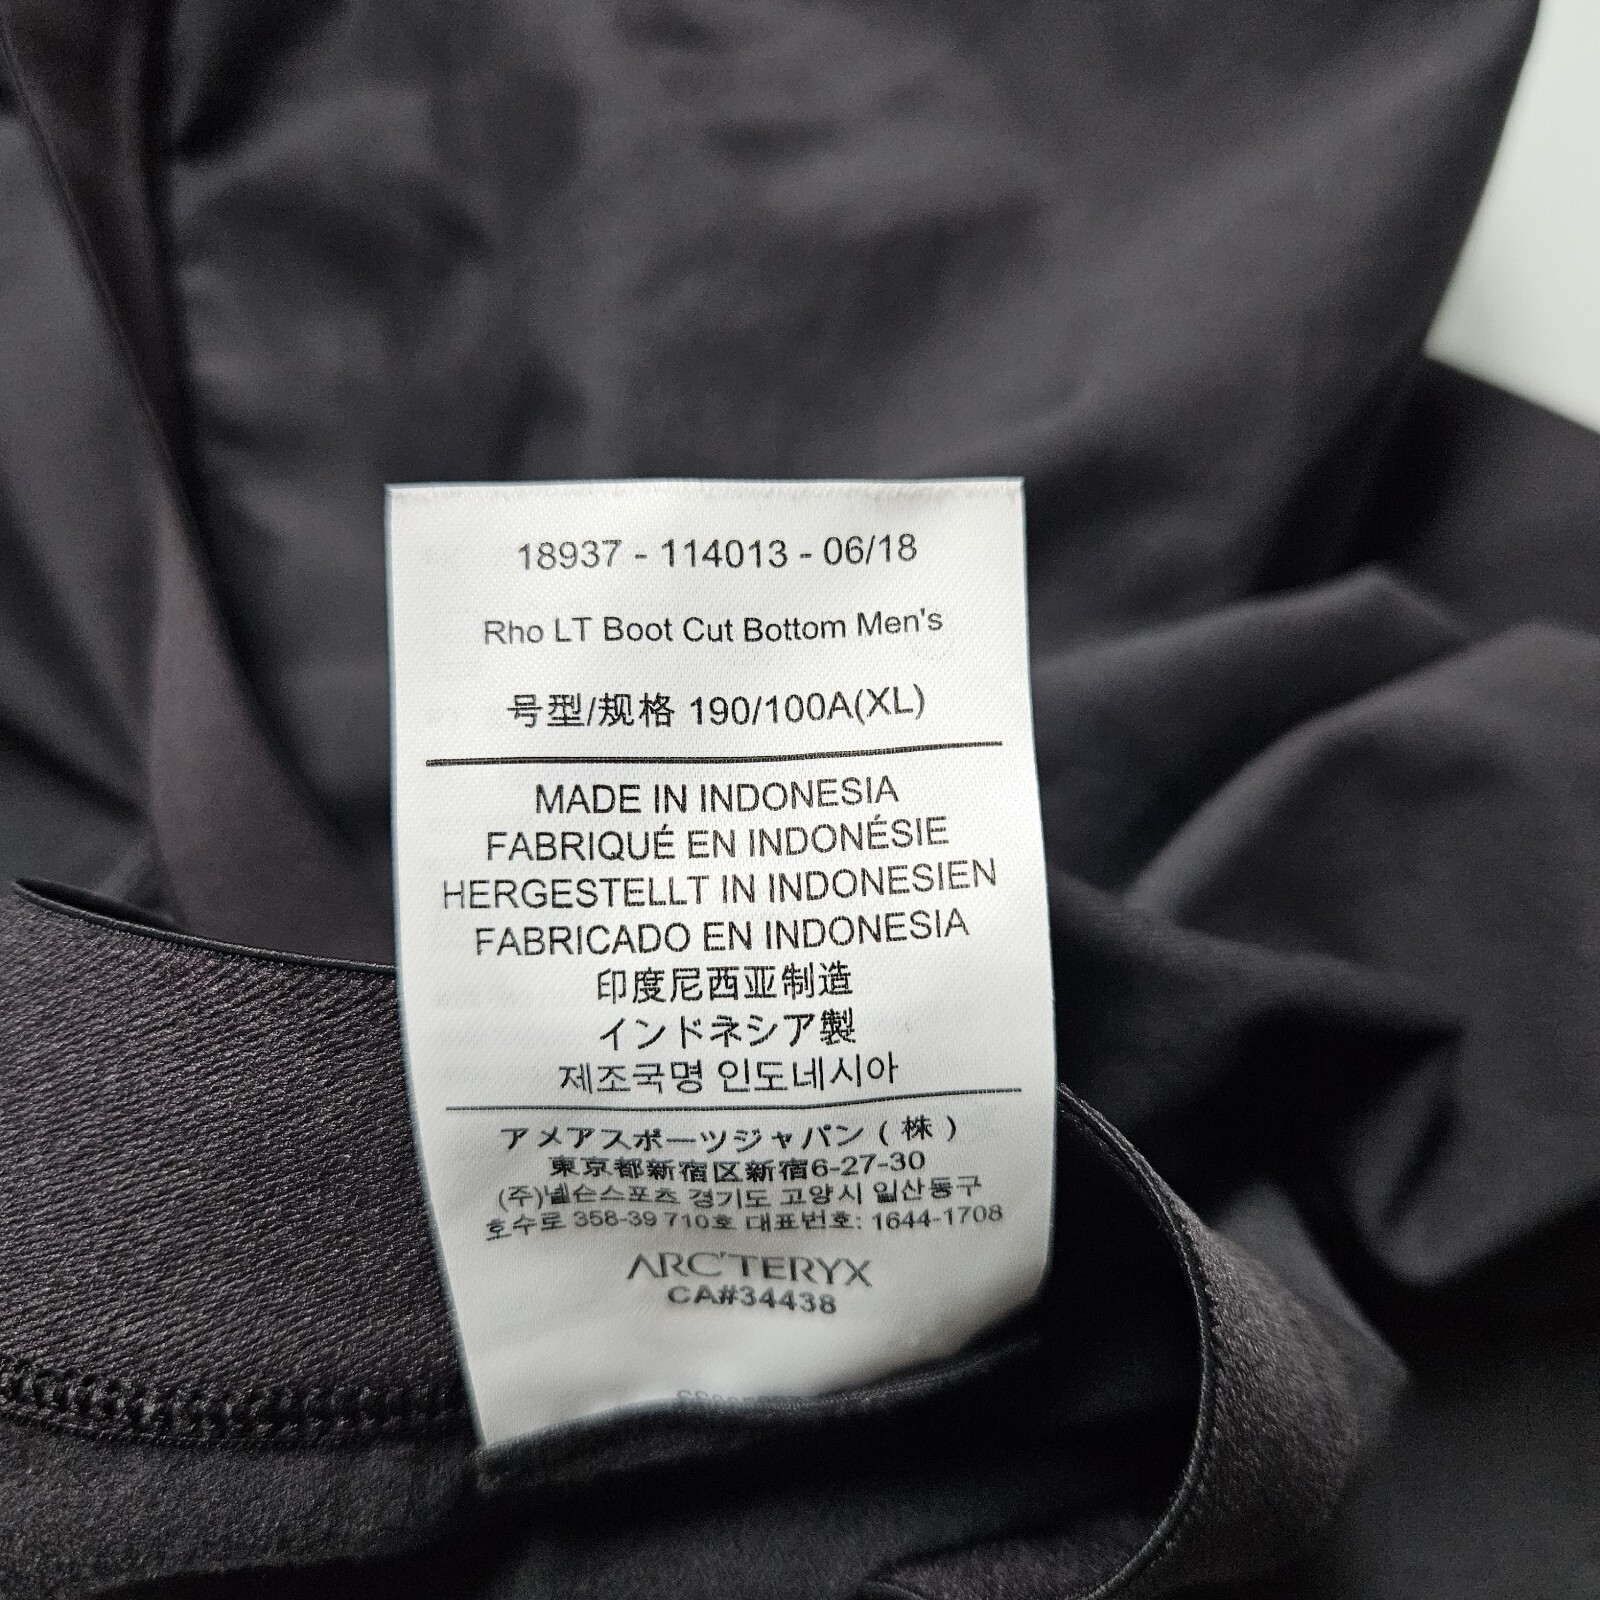 18937 - 114013 - 06/18
Rho LT Boot Cut Bottom Men's
号型/规格 190/100A(XL)
MADE IN INDONESIA
FABRIQUÉ EN INDONÉSIE
HERGESTELLT IN INDONESIEN
FABRICADO EN INDONESIA
印度尼西亚制造
インドネシア製
제조국명 인도네시아
アメアスポーツジャパン ( 株 )
東京都新宿区新宿6-27-30
(주)넬슨스포츠 경기도 고양시 일산동구
호수로 358-39 710호 대표번호: 1644-1708
ARC'TERYX
CA#34438